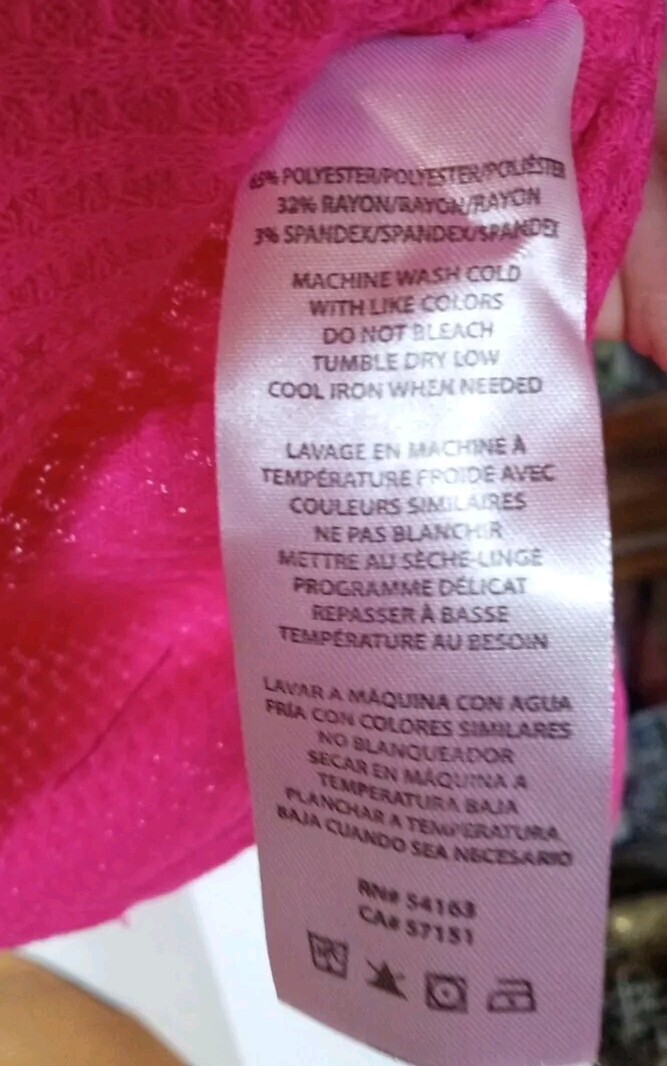 65% POLYESTER/POLYESTER/POLIÉSTER
32% RAYON/RAYON/RAYON
3% SPANDEX/SPANDEX/SPANDEX
MACHINE WASH COLD
WITH LIKE COLORS
DO NOT BLEACH
TUMBLE DRY LOW
COOL IRON WHEN NEEDED
LAVAGE EN MACHINE À
TEMPÉRATURE FROIDE AVEC
COULEURS SIMILAIRES
NE PAS BLANCHIR
METTRE AU SÈCHE-LINGE
PROGRAMME DÉLICAT
REPASSER À BASSE
TEMPÉRATURE AU BESOIN
LAVAR A MÁQUINA CON AGUA
FRÍA CON COLORES SIMILARES
NO BLANQUEADOR
SECAR EN MÁQUINA A
TEMPERATURA BAJA
PLANCHAR A TEMPERATURA
BAJA CUANDO SEA NECESARIO
RN# 54163
CA# 57151